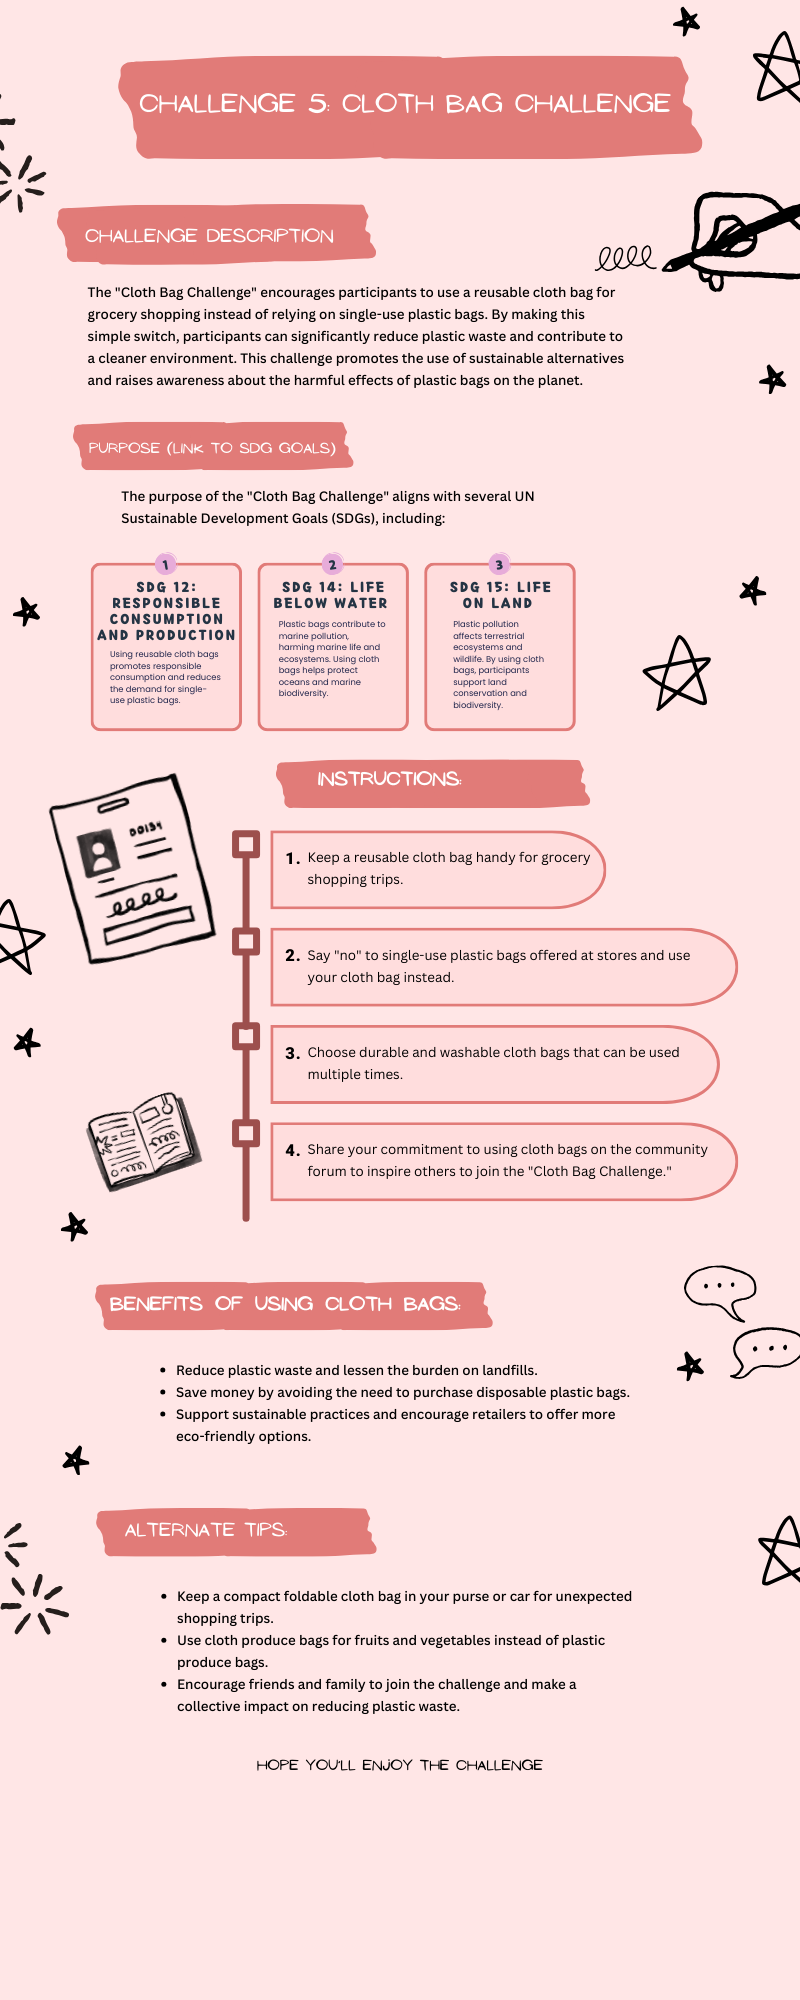 CHALLENGE 5: CLOTH BAG CHALLENGE
CHALLENGE DESCRIPTION
The "Cloth Bag Challenge" encourages participants to use a reusable cloth bag for
grocery shopping instead of relying on single-use plastic bags. By making this
simple switch, participants can significantly reduce plastic waste and contribute to
a cleaner environment. This challenge promotes the use of sustainable alternatives
and raises awareness about the harmful effects of plastic bags on the planet.
PURPOSE (LINK TO SDG GOALS)
The purpose of the "Cloth Bag Challenge" aligns with several UN
Sustainable Development Goals (SDGs), including:
1
SDG 12:
RESPONSIBLE
CONSUMPTION
AND PRODUCTION
Using reusable cloth bags
promotes responsible
consumption and reduces
the demand for single-
use plastic bags.
2
SDG 14: LIFE
BELOW WATER
Plastic bags contribute to
marine pollution,
harming marine life and
ecosystems. Using cloth
bags helps protect
oceans and marine
biodiversity.
3
SDG 15: LIFE
ON LAND
Plastic pollution
affects terrestrial
ecosystems and
wildlife. By using cloth
bags, participants
support land
conservation and
biodiversity.
INSTRUCTIONS:
1. Keep a reusable cloth bag handy for grocery
shopping trips.
2. Say "no" to single-use plastic bags offered at stores and use
your cloth bag instead.
3. Choose durable and washable cloth bags that can be used
multiple times.
4. Share your commitment to using cloth bags on the community
forum to inspire others to join the "Cloth Bag Challenge."
BENEFITS OF USING CLOTH BAGS:
• Reduce plastic waste and lessen the burden on landfills.
• Save money by avoiding the need to purchase disposable plastic bags.
• Support sustainable practices and encourage retailers to offer more
eco-friendly options.
ALTERNATE TIPS:
• Keep a compact foldable cloth bag in your purse or car for unexpected
shopping trips.
• Use cloth produce bags for fruits and vegetables instead of plastic
produce bags.
• Encourage friends and family to join the challenge and make a
collective impact on reducing plastic waste.
HOPE YOU'LL ENJOY THE CHALLENGE